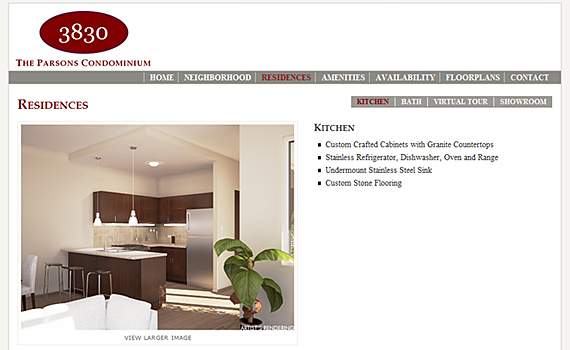 3830
The Parsons Condominium
HOME NEIGHBORHOOD RESIDENCES AMENITIES AVAILABILITY FLOORPLANS CONTACT
Residences
KITCHEN BATH VIRTUAL TOUR SHOWROOM
Kitchen
Custom Crafted Cabinets with Granite Countertops
Stainless Refrigerator, Dishwasher, Oven and Range
Undermount Stainless Steel Sink
Custom Stone Flooring
ARTIST'S RENDERING
VIEW LARGER IMAGE